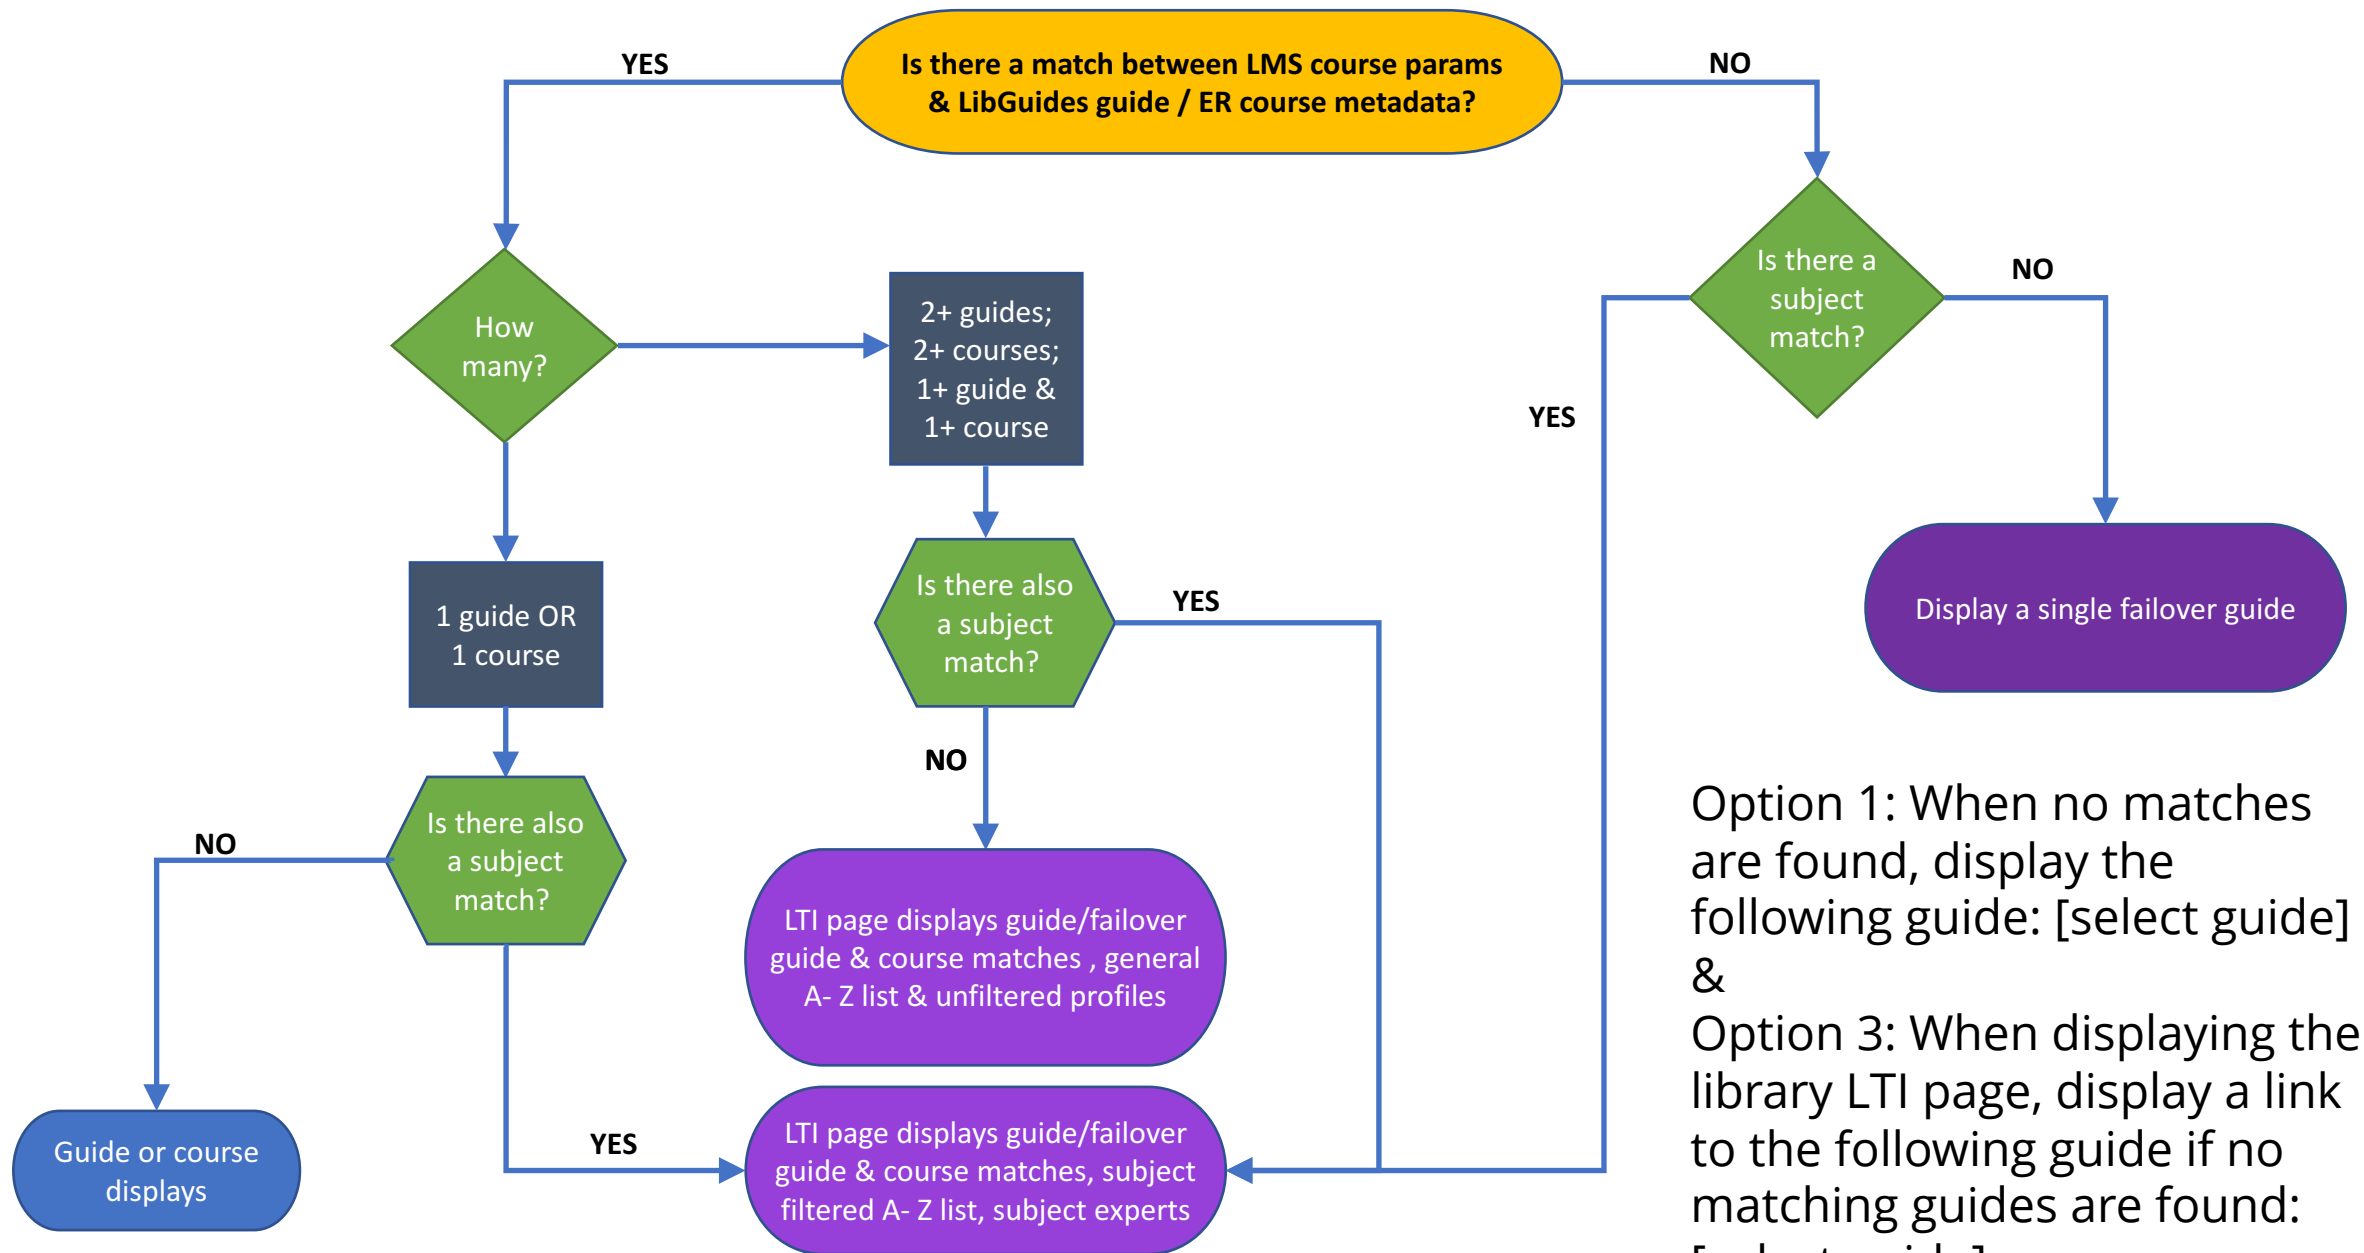 Is there a match between LMS course params
& LibGuides guide / ER course metadata?
YES
NO
How
many?
2+ guides;
2+ courses;
1+ guide &
1+ course
Is there a
subject
match?
NO
YES
1 guide OR
1 course
Is there also
a subject
match?
YES
NO
Display a single failover guide
Is there also
a subject
match?
NO
YES
LTI page displays guide/failover
guide & course matches , general
A- Z list & unfiltered profiles
Guide or course
displays
LTI page displays guide/failover
guide & course matches, subject
filtered A- Z list, subject experts
Option 1: When no matches
are found, display the
following guide: [select guide]
&
Option 3: When displaying the
library LTI page, display a link
to the following guide if no
matching guides are found: